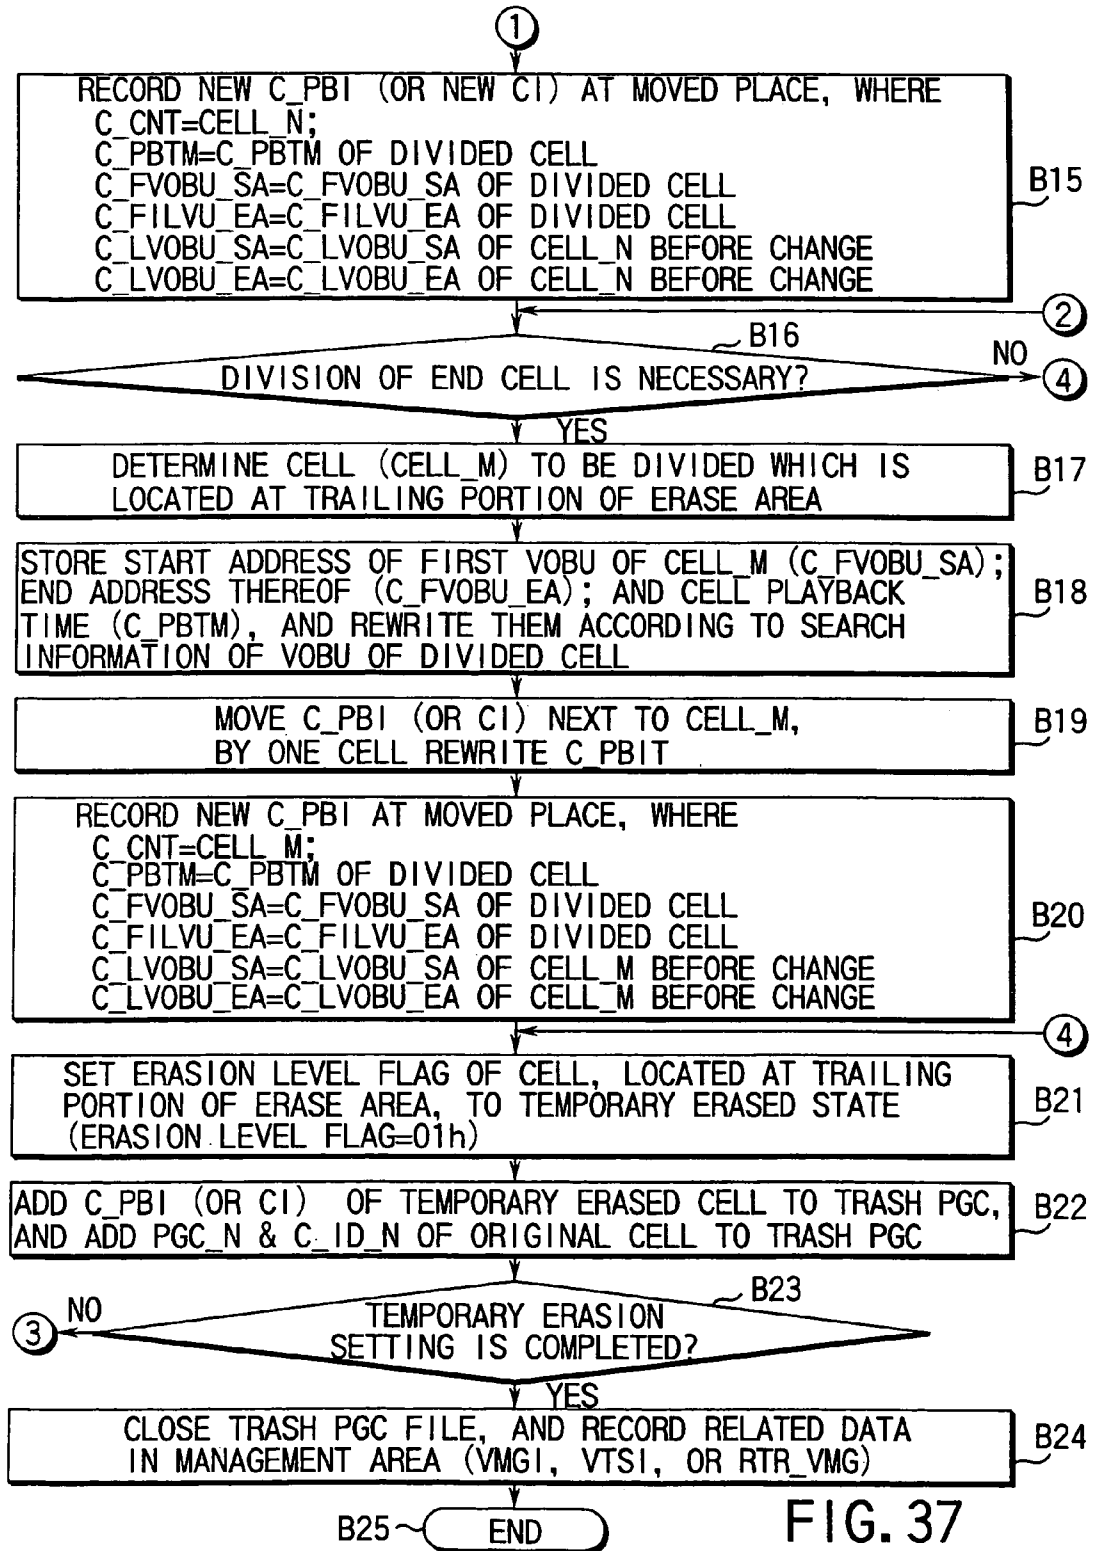 1
RECORD NEW C_PBI (OR NEW CI) AT MOVED PLACE, WHERE
C_CNT=CELL_N;
C_PBTM=C_PBTM OF DIVIDED CELL
C_FVOBU_SA=C_FVOBU_SA OF DIVIDED CELL
C_FILVU_EA=C_FILVU_EA OF DIVIDED CELL
C_LVOBU_SA=C_LVOBU_SA OF CELL_N BEFORE CHANGE
C_LVOBU_EA=C_LVOBU_EA OF CELL_N BEFORE CHANGE
B15
2
B16
DIVISION OF END CELL IS NECESSARY?
NO
4
YES
DETERMINE CELL (CELL_M) TO BE DIVIDED WHICH IS
LOCATED AT TRAILING PORTION OF ERASE AREA
B17
STORE START ADDRESS OF FIRST VOBU OF CELL_M (C_FVOBU_SA);
END ADDRESS THEREOF (C_FVOBU_EA); AND CELL PLAYBACK
TIME (C_PBTM), AND REWRITE THEM ACCORDING TO SEARCH
INFORMATION OF VOBU OF DIVIDED CELL
B18
MOVE C_PBI (OR CI) NEXT TO CELL_M,
BY ONE CELL REWRITE C_PBIT
B19
RECORD NEW C_PBI AT MOVED PLACE, WHERE
C_CNT=CELL_M;
C_PBTM=C_PBTM OF DIVIDED CELL
C_FVOBU_SA=C_FVOBU_SA OF DIVIDED CELL
C_FILVU_EA=C_FILVU_EA OF DIVIDED CELL
C_LVOBU_SA=C_LVOBU_SA OF CELL_M BEFORE CHANGE
C_LVOBU_EA=C_LVOBU_EA OF CELL_M BEFORE CHANGE
B20
4
SET ERASION LEVEL FLAG OF CELL, LOCATED AT TRAILING
PORTION OF ERASE AREA, TO TEMPORARY ERASED STATE
(ERASION LEVEL FLAG=01h)
B21
ADD C_PBI (OR CI) OF TEMPORARY ERASED CELL TO TRASH PGC,
AND ADD PGC_N & C_ID_N OF ORIGINAL CELL TO TRASH PGC
B22
B23
TEMPORARY ERASION
SETTING IS COMPLETED?
NO
3
YES
CLOSE TRASH PGC FILE, AND RECORD RELATED DATA
IN MANAGEMENT AREA (VMGI, VTSI, OR RTR_VMG)
B24
B25
END
FIG. 37